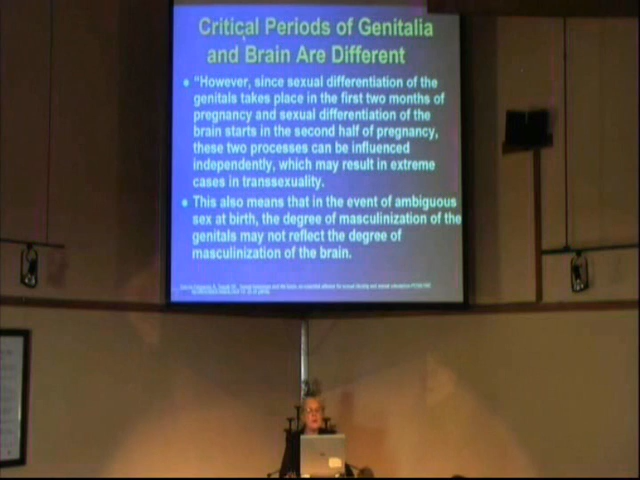 Critical Periods of Genitalia
and Brain Are Different
"However, since sexual differentiation of the
genitals takes place in the first two months of
pregnancy and sexual differentiation of the
brain starts in the second half of pregnancy,
these two processes can be influenced
independently, which may result in extreme
cases in transsexuality.
This also means that in the event of ambiguous
sex at birth, the degree of masculinization of the
genitals may not reflect the degree of
masculinization of the brain.